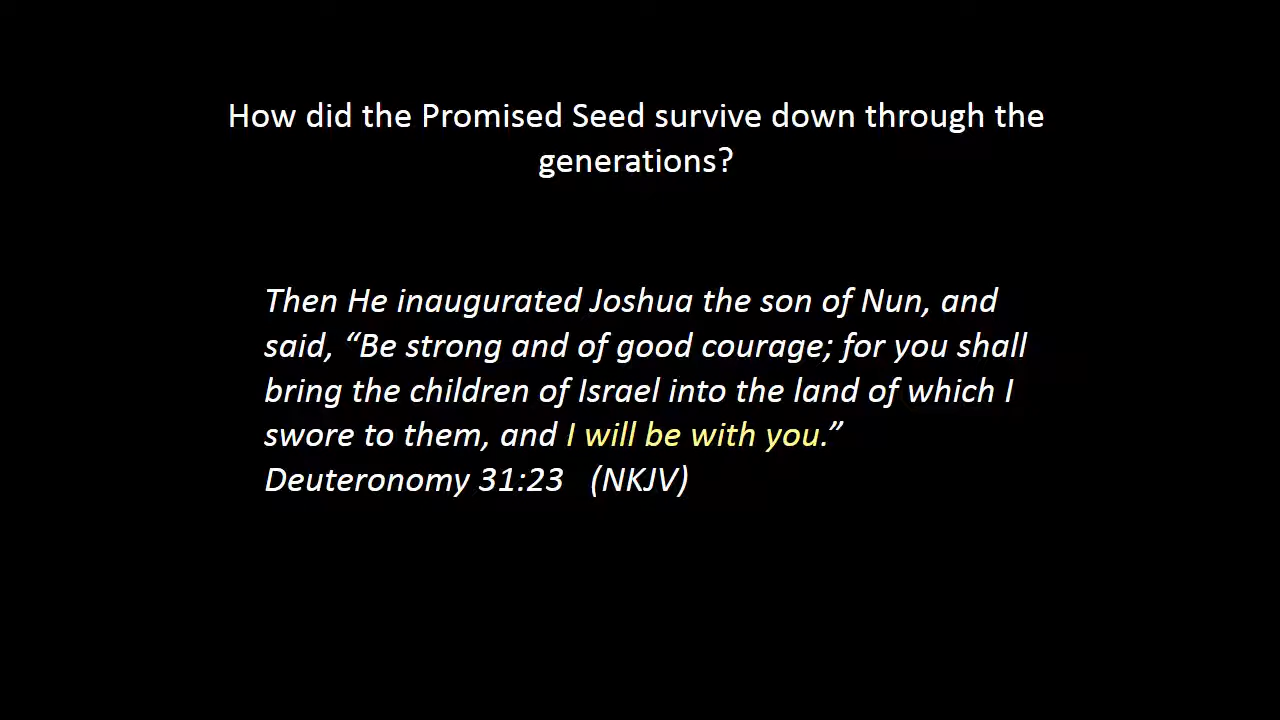 How did the Promised Seed survive down through the
generations?
Then He inaugurated Joshua the son of Nun, and
said, “Be strong and of good courage; for you shall
bring the children of Israel into the land of which I
swore to them, and I will be with you.”
Deuteronomy 31:23 (NKJV)